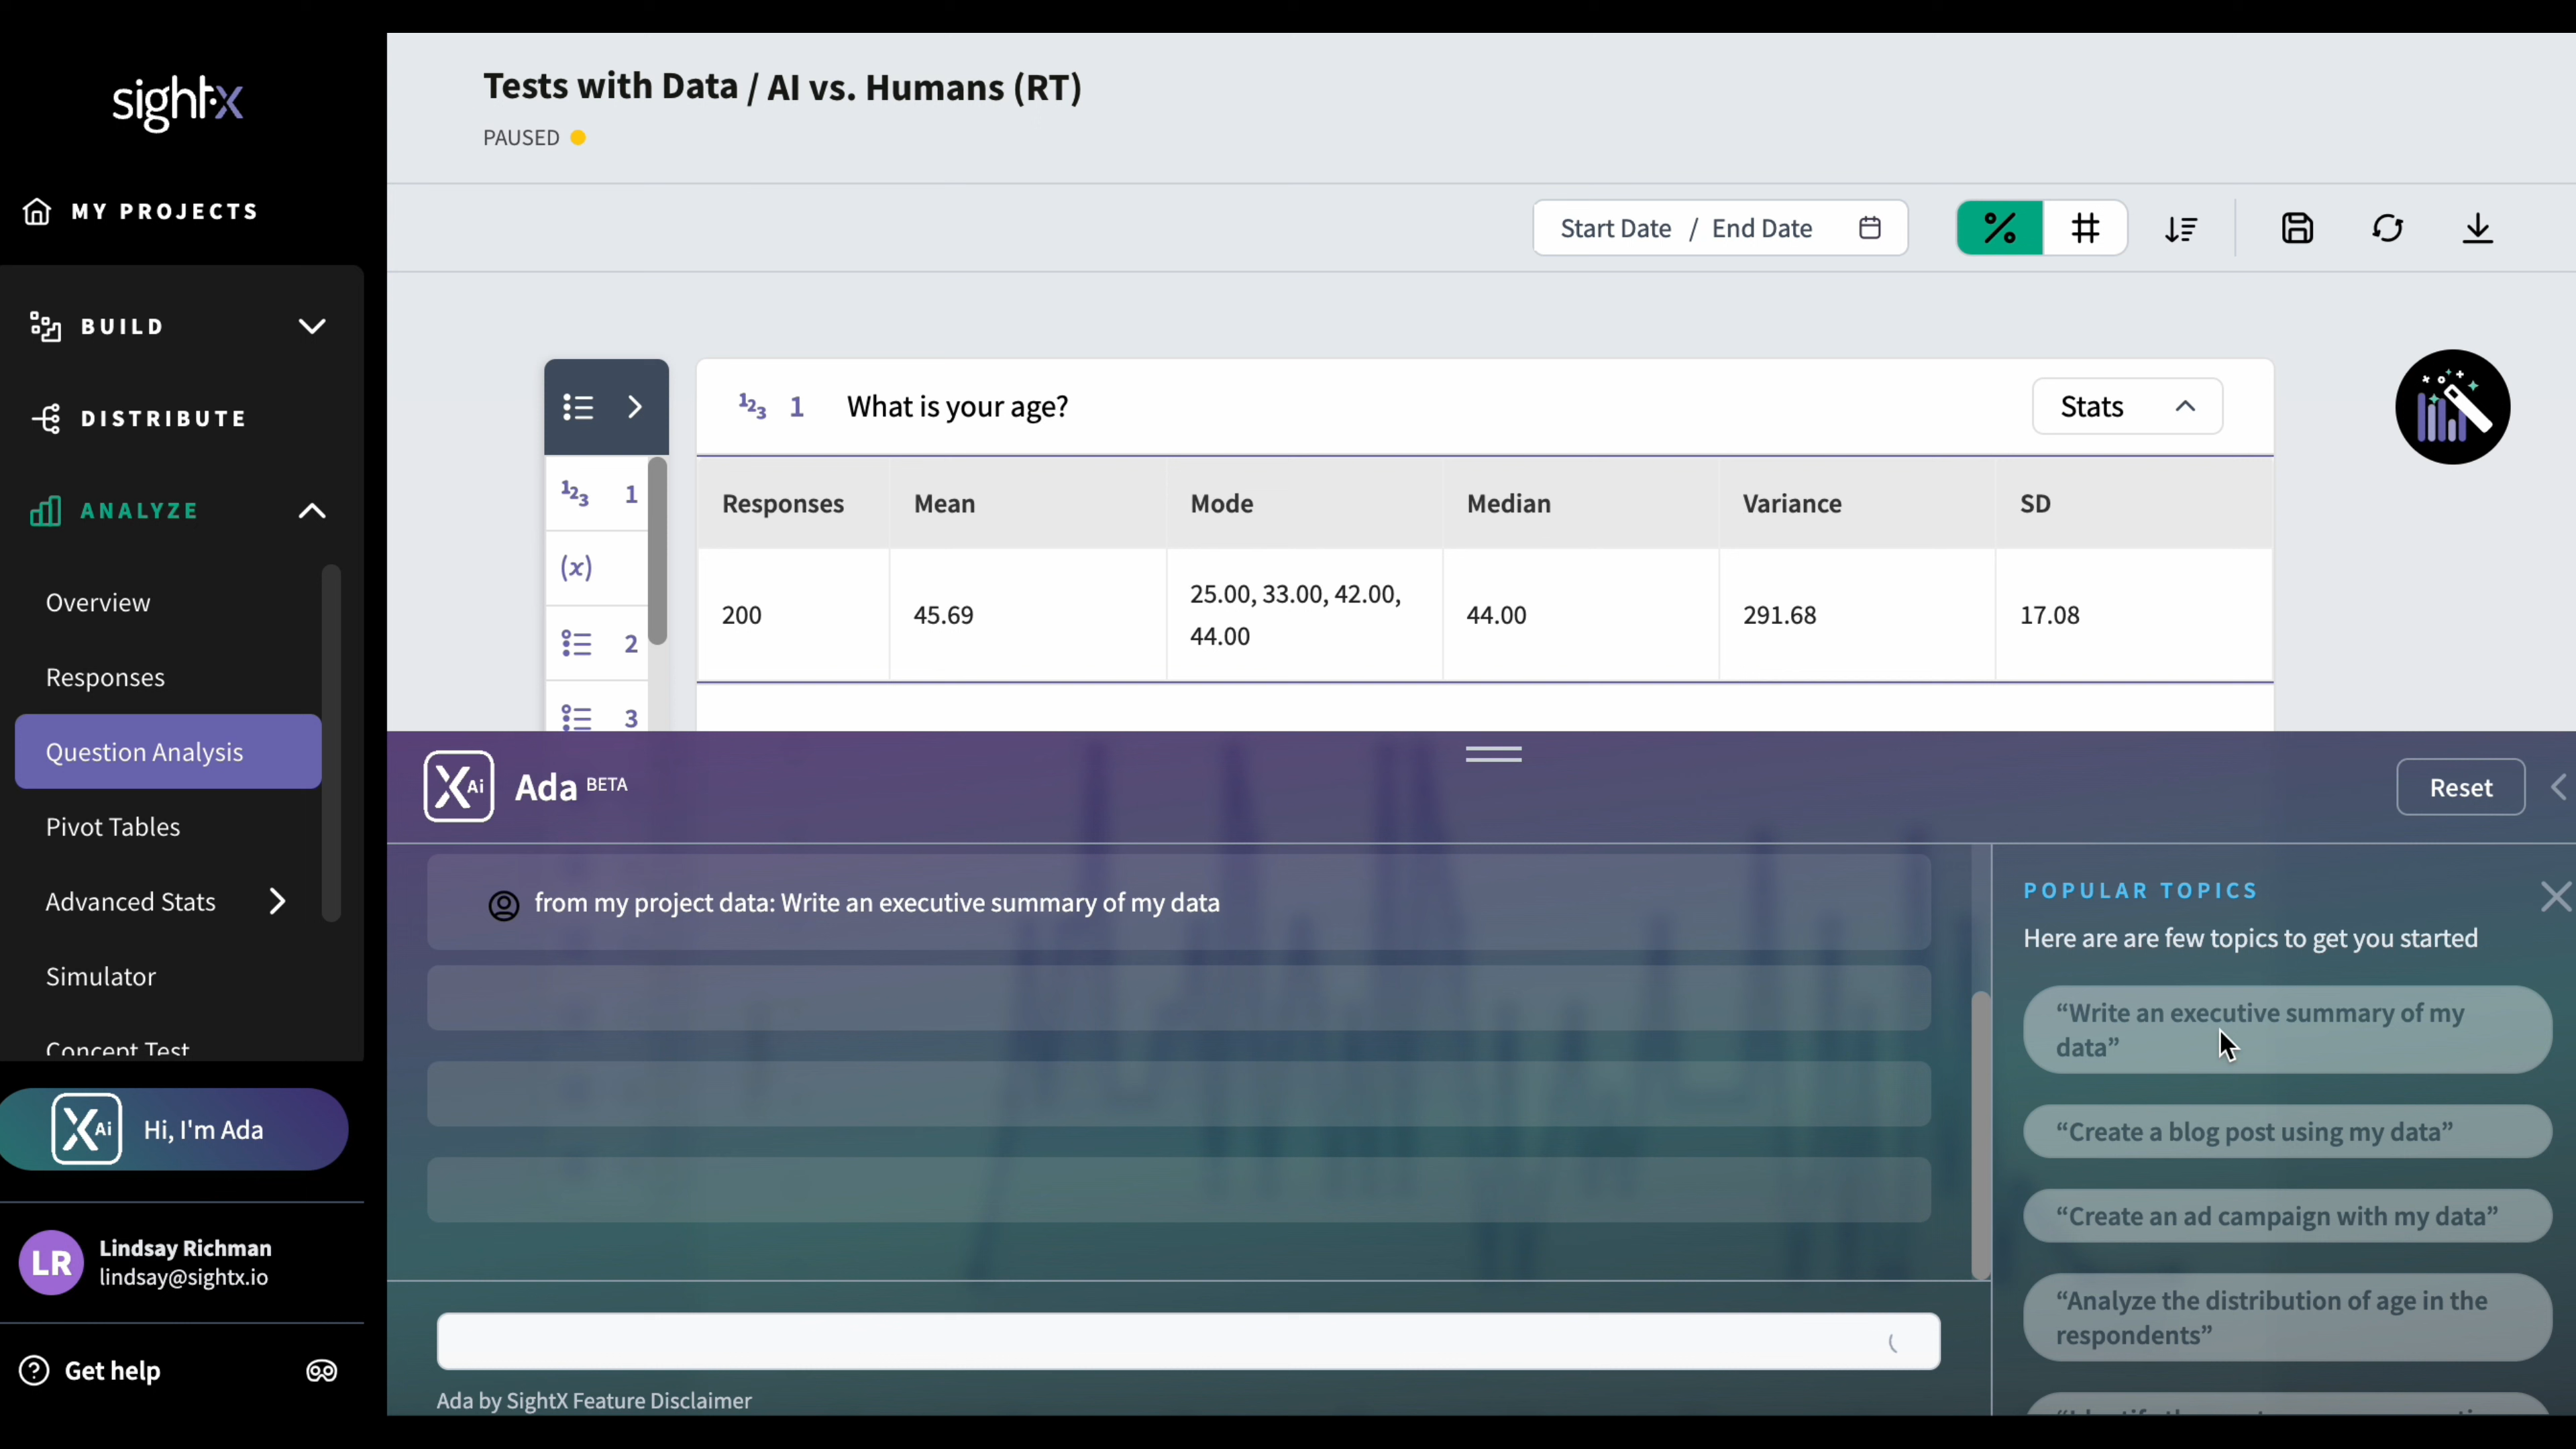 sightx
MY PROJECTS
BUILD
DISTRIBUTE
ANALYZE
Overview
Responses
Question Analysis
Pivot Tables
Advanced Stats
Simulator
Concept Test
XAi Hi, I'm Ada
LR
Lindsay Richman
lindsay@sightx.io
? Get help
Tests with Data / AI vs. Humans (RT)
PAUSED
Start Date / End Date
% #
123 1 What is your age?
Stats
123 1
(x)
2
3
Responses Mean Mode Median Variance SD
200 45.69 25.00, 33.00, 42.00, 44.00 291.68 17.08
44.00
XAi Ada BETA
Reset
from my project data: Write an executive summary of my data
Ada by SightX Feature Disclaimer
POPULAR TOPICS
Here are are few topics to get you started
“Write an executive summary of my
data”
“Create a blog post using my data”
“Create an ad campaign with my data”
“Analyze the distribution of age in the
respondents”